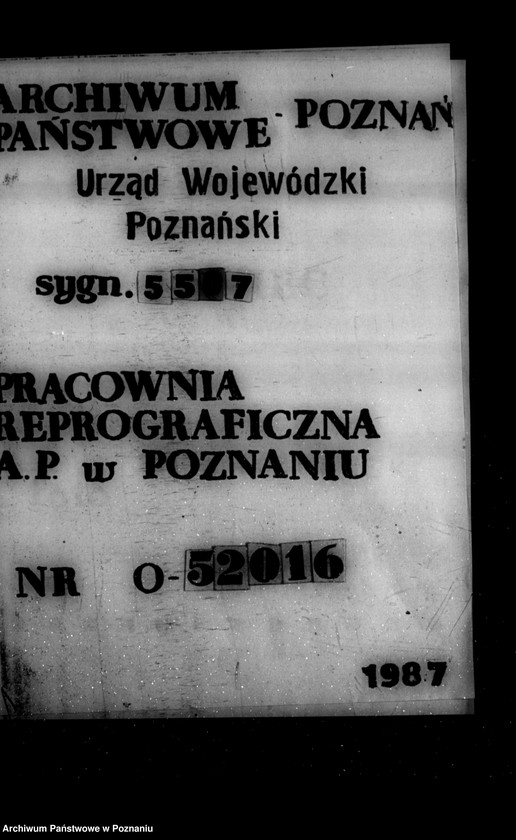 ARCHIWUM
PAŃSTWOWE - POZNAŃ
Urząd Wojewódzki
Poznański
sygn.
PRACOWNIA
REPROGRAFICZNA
A.P. w POZNANIU
NR O-52016
1987
Archiwum Państwowe w Poznaniu